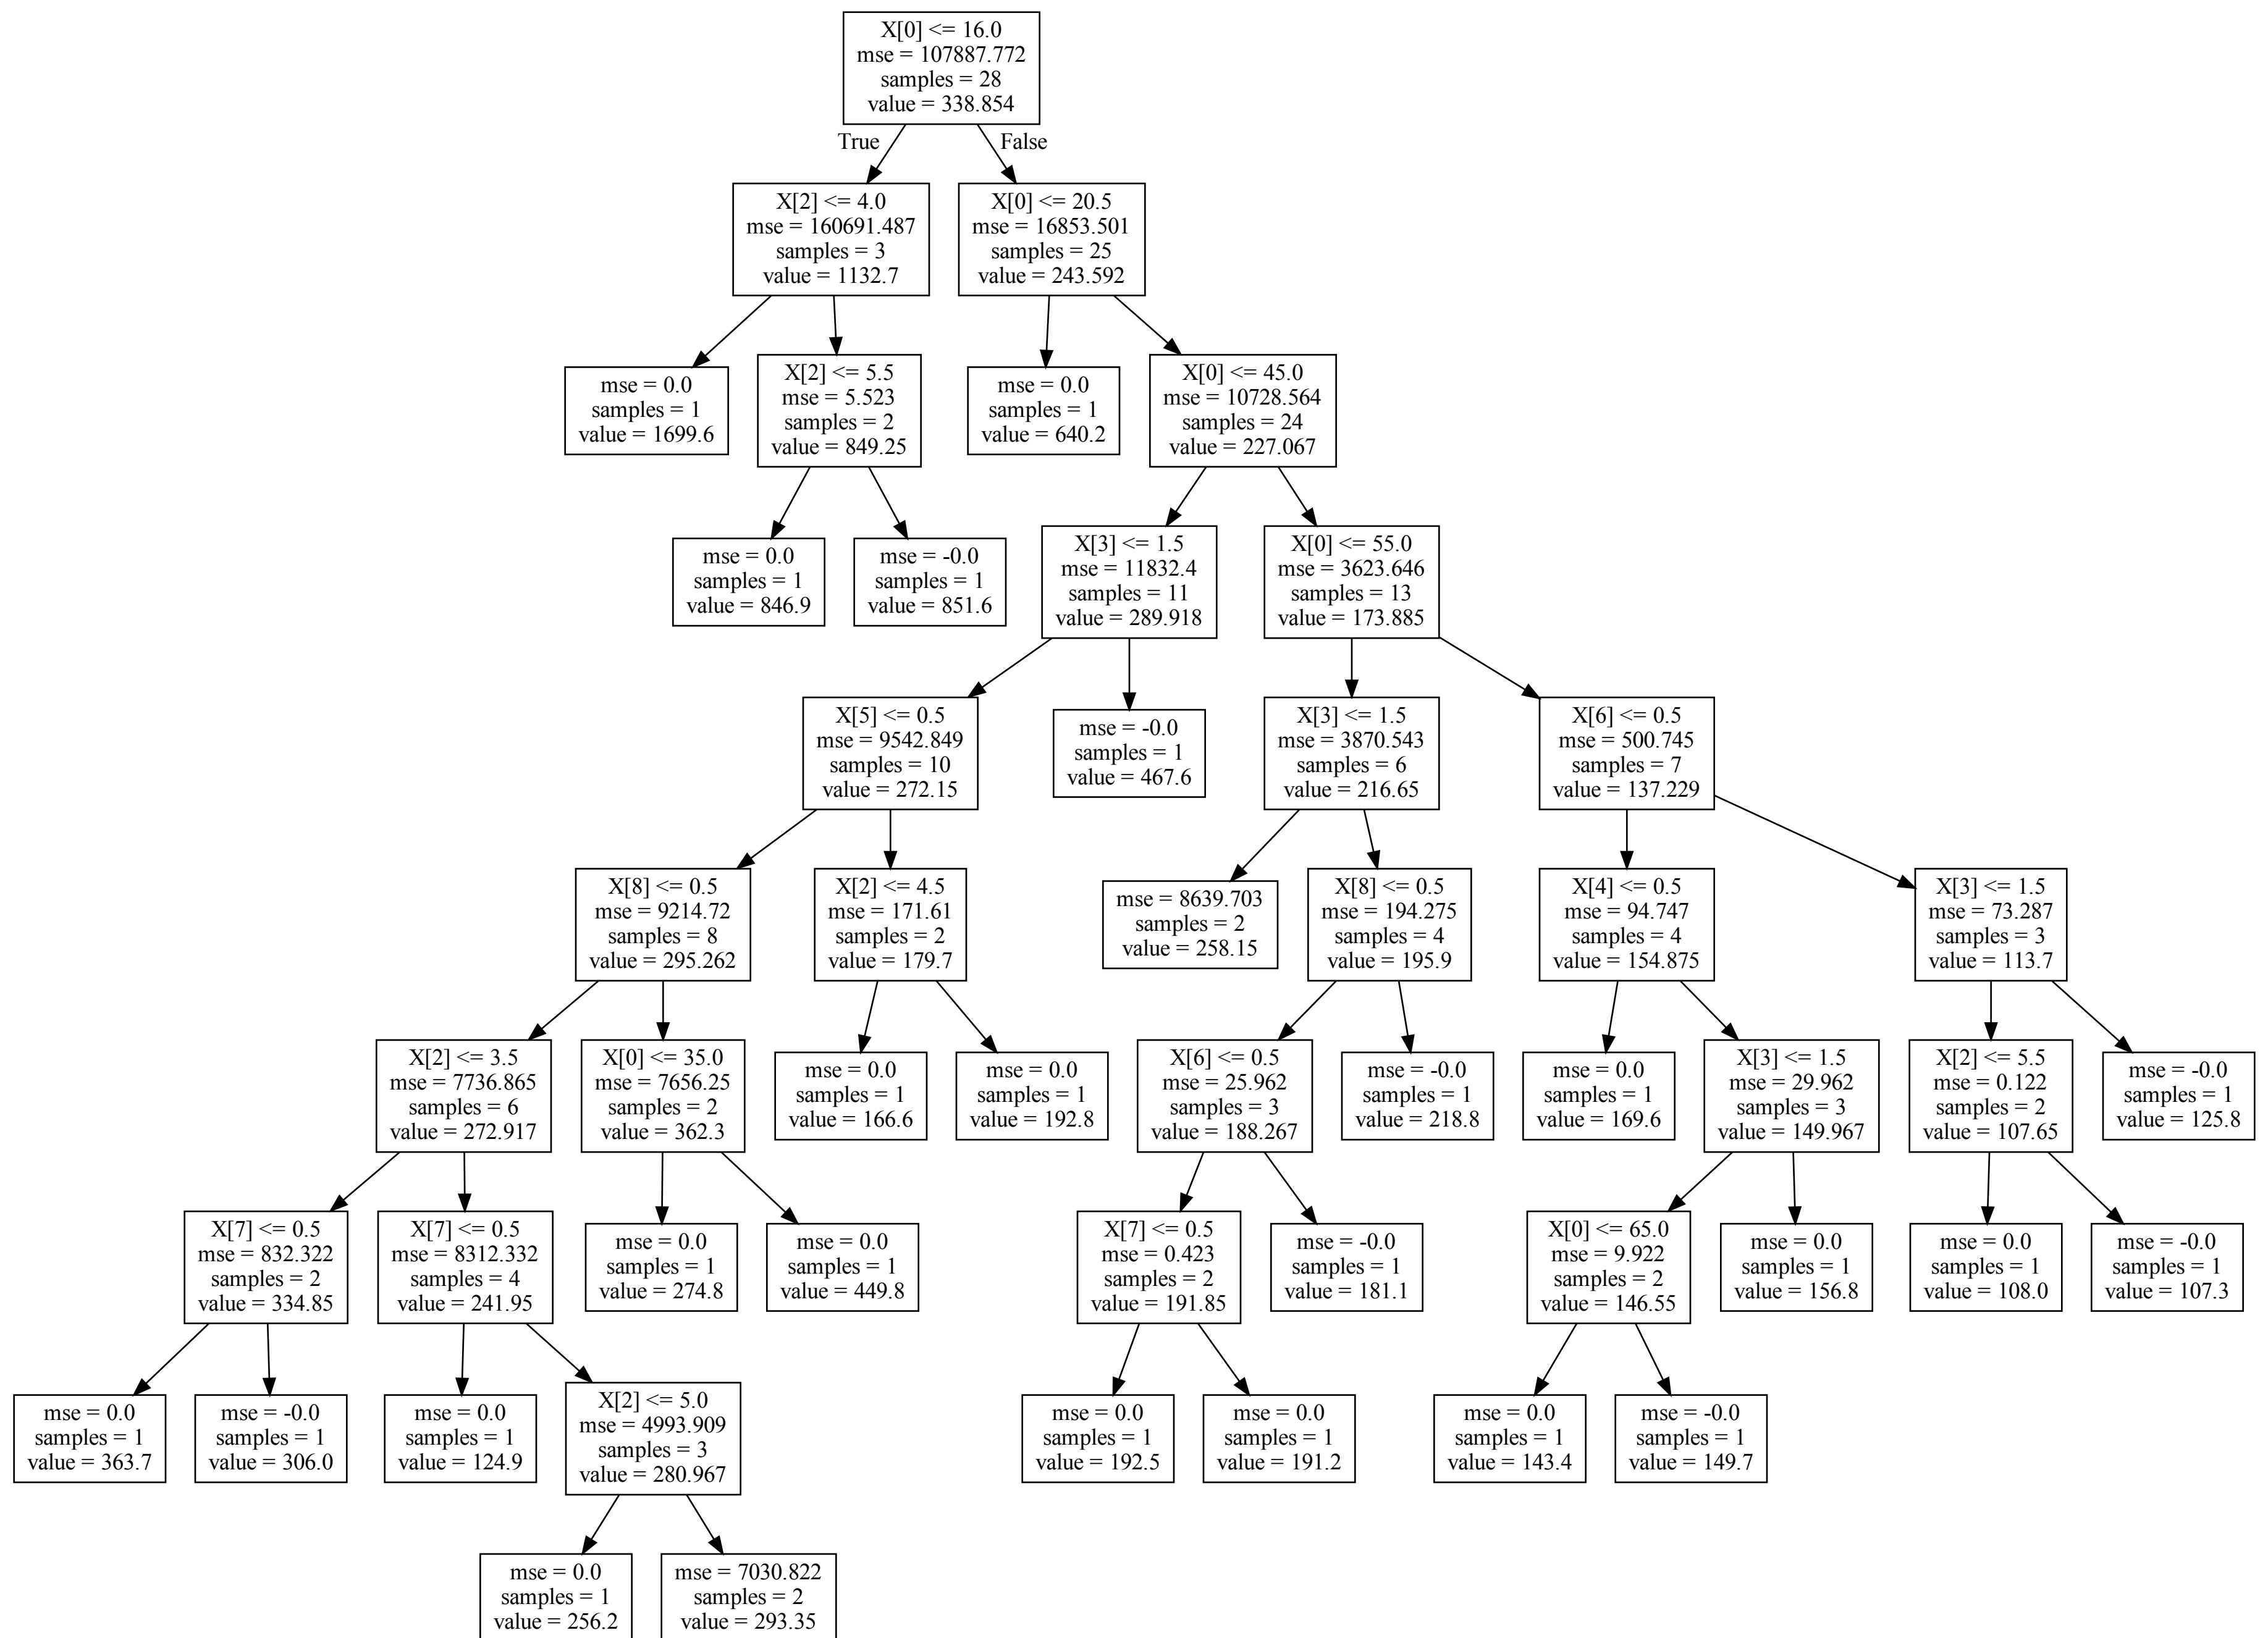 X[0] <= 16.0
mse = 107887.772
samples = 28
value = 338.854
True
False
X[2] <= 4.0
mse = 160691.487
samples = 3
value = 1132.7
X[0] <= 20.5
mse = 16853.501
samples = 25
value = 243.592
mse = 0.0
samples = 1
value = 1699.6
X[2] <= 5.5
mse = 5.523
samples = 2
value = 849.25
mse = 0.0
samples = 1
value = 640.2
X[0] <= 45.0
mse = 10728.564
samples = 24
value = 227.067
mse = 0.0
samples = 1
value = 846.9
mse = -0.0
samples = 1
value = 851.6
X[3] <= 1.5
mse = 11832.4
samples = 11
value = 289.918
X[0] <= 55.0
mse = 3623.646
samples = 13
value = 173.885
X[5] <= 0.5
mse = 9542.849
samples = 10
value = 272.15
mse = -0.0
samples = 1
value = 467.6
X[3] <= 1.5
mse = 3870.543
samples = 6
value = 216.65
X[6] <= 0.5
mse = 500.745
samples = 7
value = 137.229
X[8] <= 0.5
mse = 9214.72
samples = 8
value = 295.262
X[2] <= 4.5
mse = 171.61
samples = 2
value = 179.7
mse = 8639.703
samples = 2
value = 258.15
X[8] <= 0.5
mse = 194.275
samples = 4
value = 195.9
X[4] <= 0.5
mse = 94.747
samples = 4
value = 154.875
X[3] <= 1.5
mse = 73.287
samples = 3
value = 113.7
X[2] <= 3.5
mse = 7736.865
samples = 6
value = 272.917
X[0] <= 35.0
mse = 7656.25
samples = 2
value = 362.3
mse = 0.0
samples = 1
value = 166.6
mse = 0.0
samples = 1
value = 192.8
X[6] <= 0.5
mse = 25.962
samples = 3
value = 188.267
mse = -0.0
samples = 1
value = 218.8
mse = 0.0
samples = 1
value = 169.6
X[3] <= 1.5
mse = 29.962
samples = 3
value = 149.967
X[2] <= 5.5
mse = 0.122
samples = 2
value = 107.65
mse = -0.0
samples = 1
value = 125.8
X[7] <= 0.5
mse = 832.322
samples = 2
value = 334.85
X[7] <= 0.5
mse = 8312.332
samples = 4
value = 241.95
mse = 0.0
samples = 1
value = 274.8
mse = 0.0
samples = 1
value = 449.8
X[7] <= 0.5
mse = 0.423
samples = 2
value = 191.85
mse = -0.0
samples = 1
value = 181.1
X[0] <= 65.0
mse = 9.922
samples = 2
value = 146.55
mse = 0.0
samples = 1
value = 156.8
mse = 0.0
samples = 1
value = 108.0
mse = -0.0
samples = 1
value = 107.3
mse = 0.0
samples = 1
value = 363.7
mse = -0.0
samples = 1
value = 306.0
mse = 0.0
samples = 1
value = 124.9
X[2] <= 5.0
mse = 4993.909
samples = 3
value = 280.967
mse = 0.0
samples = 1
value = 192.5
mse = 0.0
samples = 1
value = 191.2
mse = 0.0
samples = 1
value = 143.4
mse = -0.0
samples = 1
value = 149.7
mse = 0.0
samples = 1
value = 256.2
mse = 7030.822
samples = 2
value = 293.35